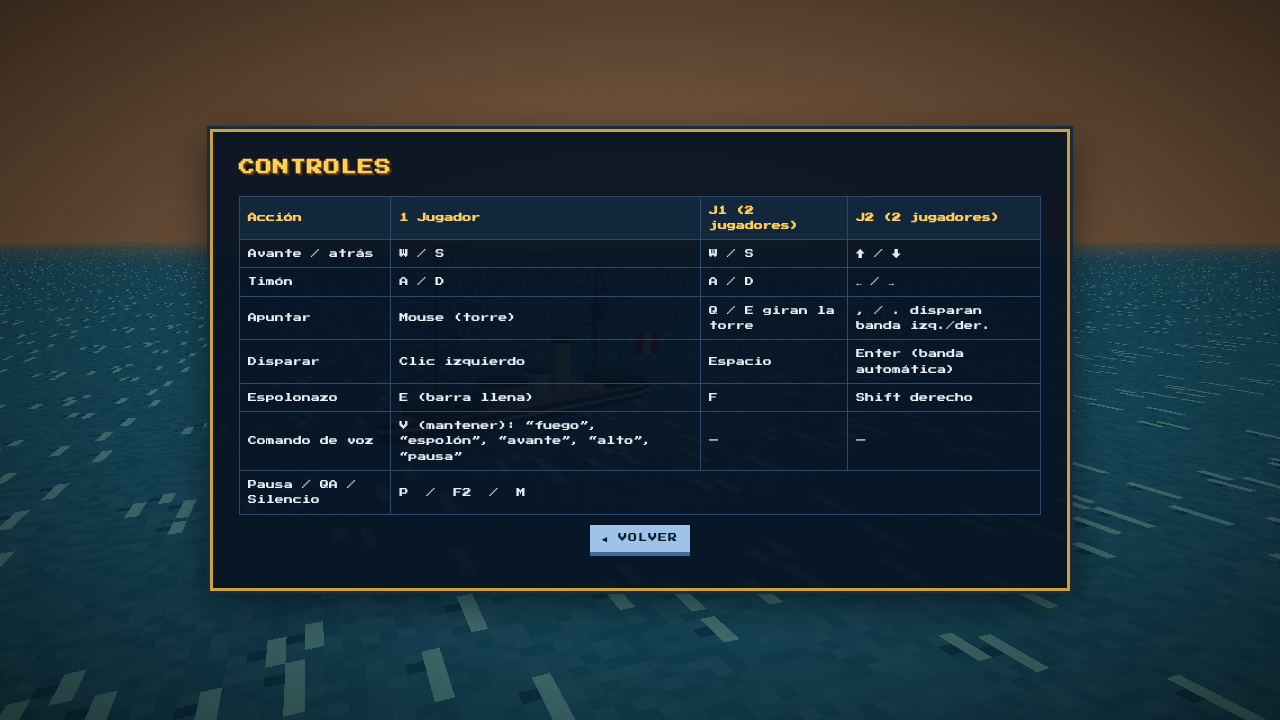 CONTROLES
Acción 1 Jugador J1 (2 jugadores) J2 (2 jugadores)
Avante / atrás W / S W / S ↑ / ↓
Timón A / D A / D ← / →
Apuntar Mouse (torre) Q / E giran la torre , / . disparan banda izq./der.
Disparar Clic izquierdo Espacio Enter (banda automática)
Espolonazo E (barra llena) F Shift derecho
Comando de voz V (mantener): “fuego”, “espolón”, “avante”, “alto”, “pausa” — —
Pausa / QA / Silencio P / F2 / M
◂ VOLVER